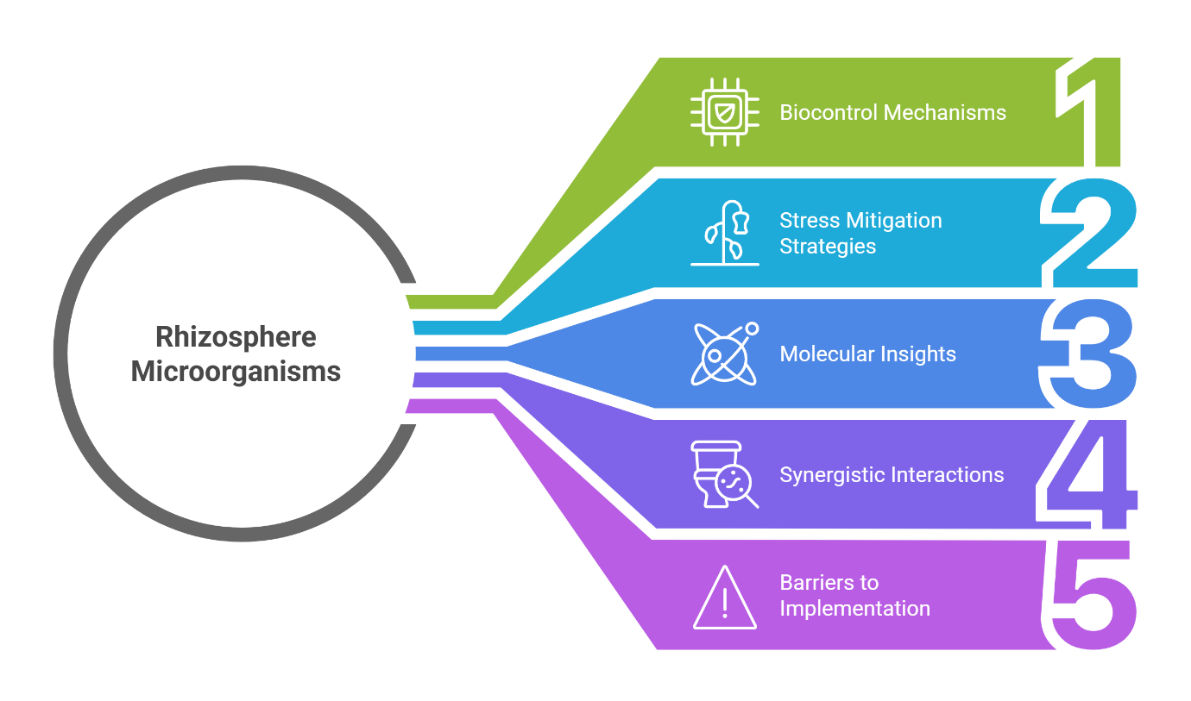 Rhizosphere
Microorganisms
Biocontrol Mechanisms
1
Stress Mitigation
Strategies
2
Molecular Insights
3
Synergistic Interactions
4
Barriers to
Implementation
5